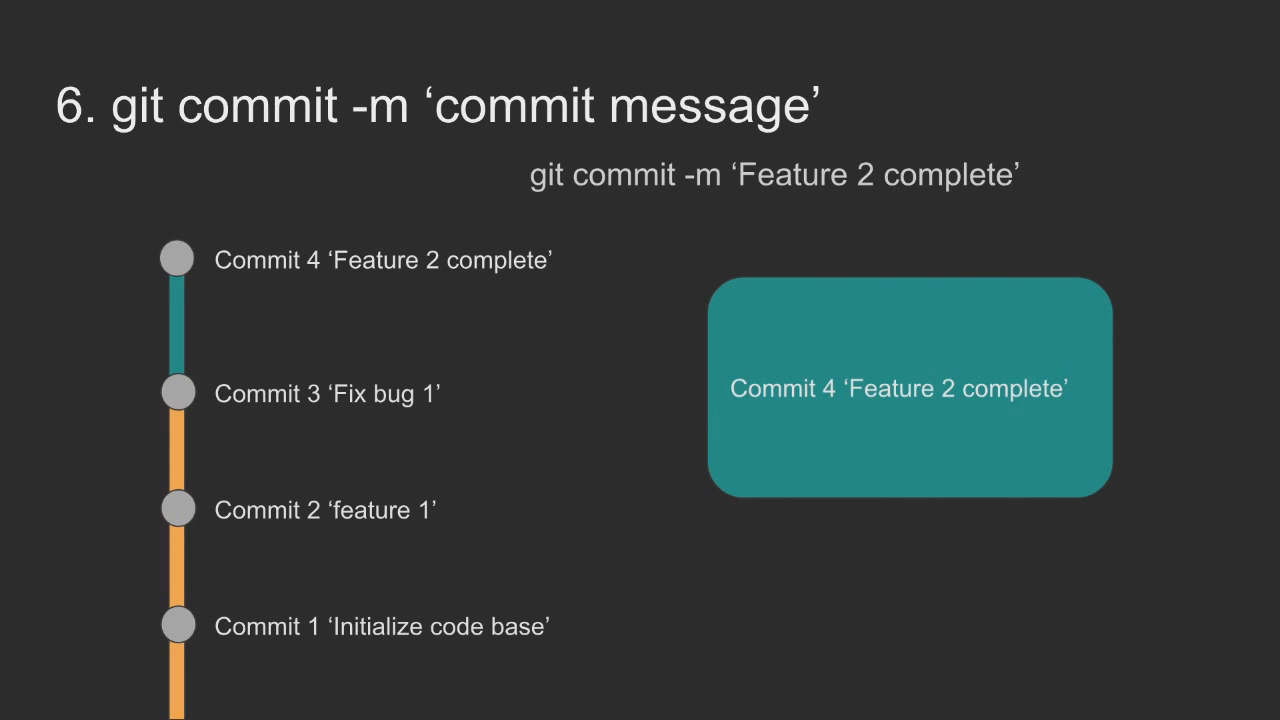 6. git commit -m ‘commit message’
git commit -m ‘Feature 2 complete’
Commit 4 ‘Feature 2 complete’
Commit 3 ‘Fix bug 1’
Commit 2 ‘feature 1’
Commit 1 ‘Initialize code base’
Commit 4 ‘Feature 2 complete’